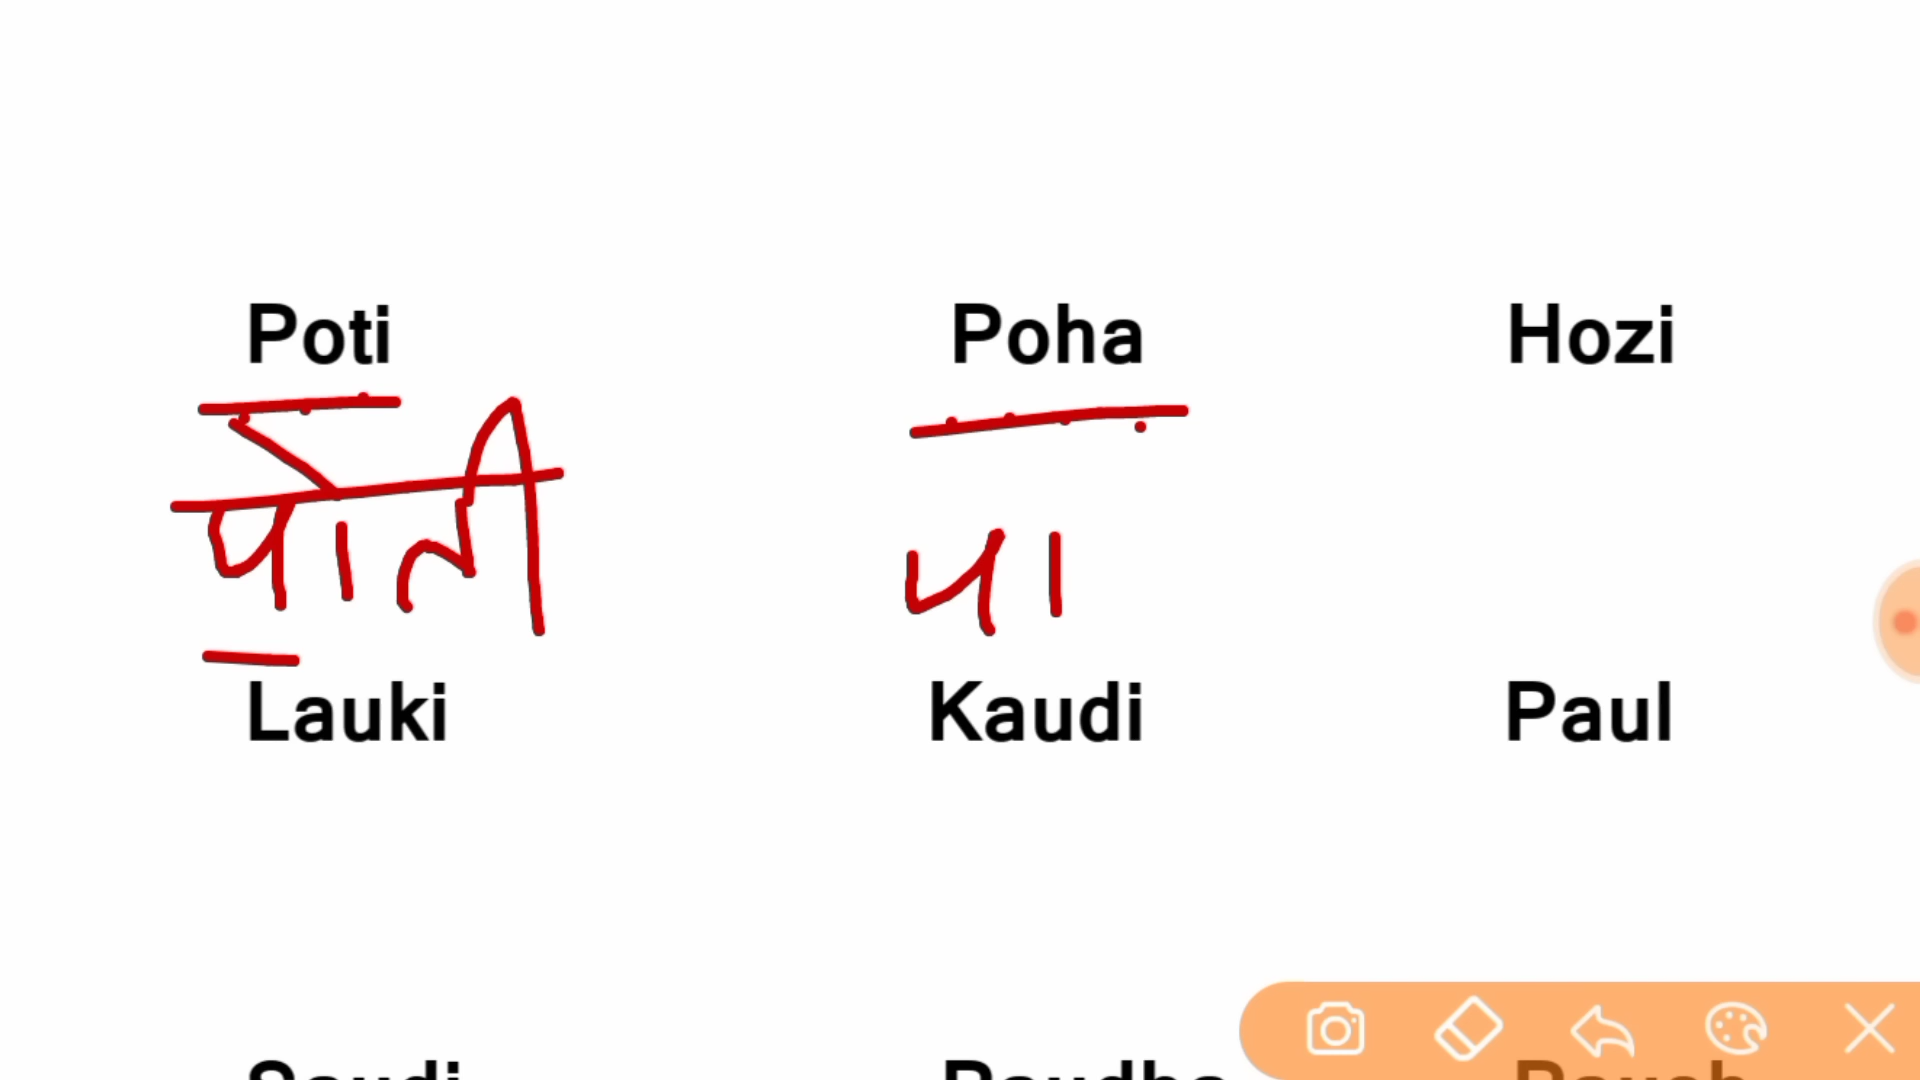 Poti Poha Hozi
पोती पा
Lauki Kaudi Paul